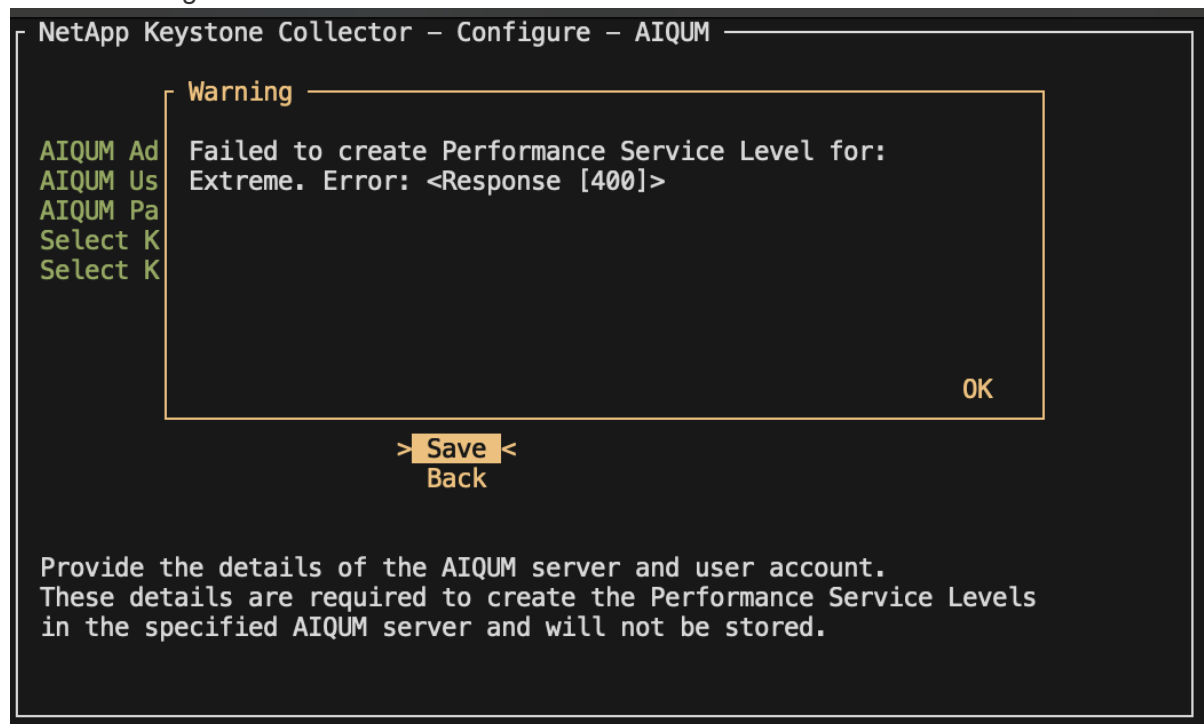 NetApp Keystone Collector – Configure – AIQUM
Warning
AIQUM Ad
Failed to create Performance Service Level for:
AIQUM Us
Extreme. Error: <Response [400]>
AIQUM Pa
Select K
Select K
OK
> Save <
Back
Provide the details of the AIQUM server and user account.
These details are required to create the Performance Service Levels
in the specified AIQUM server and will not be stored.